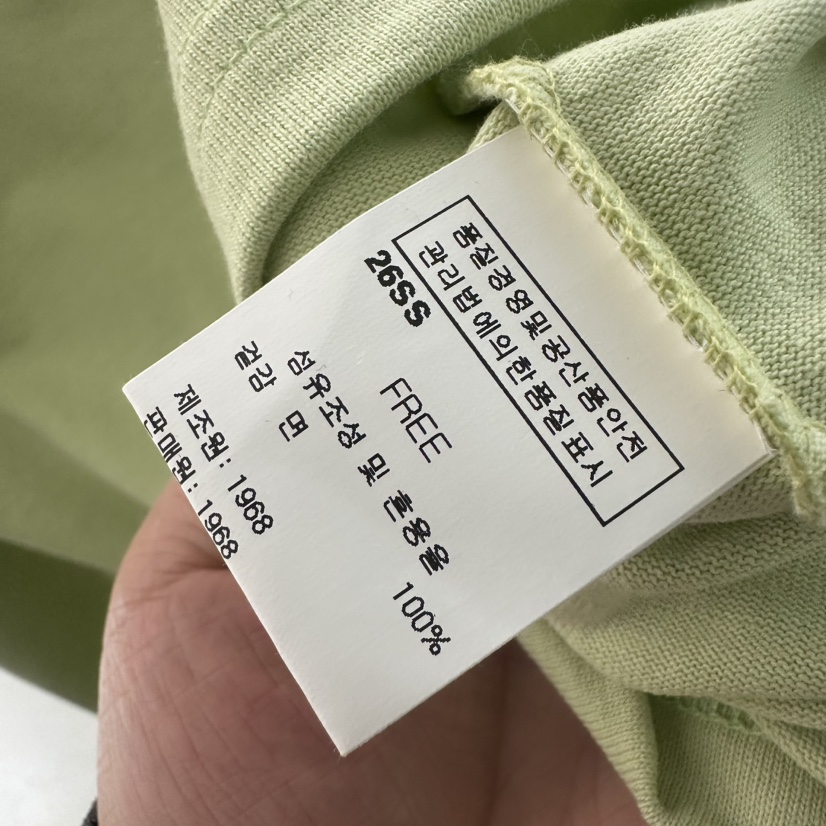 품질경영및공산품안전
관리법에의한품질표시
26SS
FREE
섬유조성 및 혼용율
겉감 면 100%
제조원: 1968
판매원: 1968